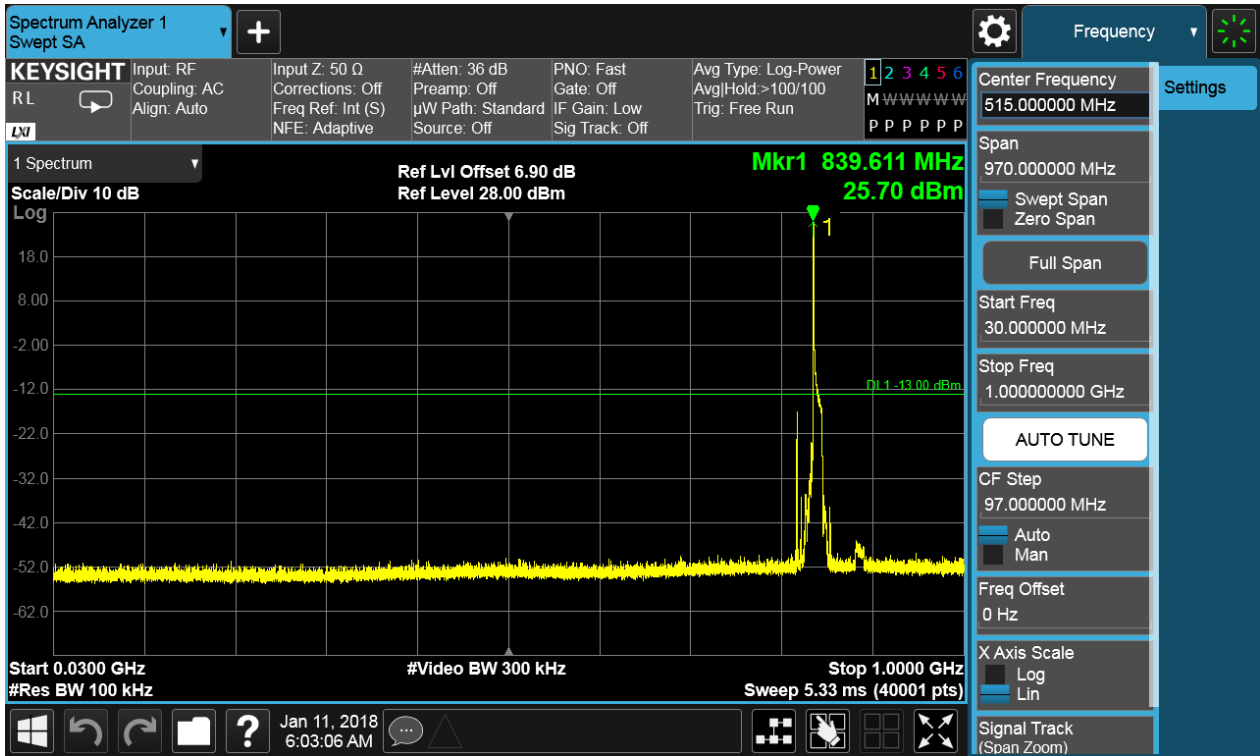 Spectrum Analyzer 1
Swept SA
+
Frequency
KEYSIGHT
RL
LXI
Input: RF
Coupling: AC
Align: Auto
Input Z: 50 Ω
Corrections: Off
Freq Ref: Int (S)
NFE: Adaptive
#Atten: 36 dB
Preamp: Off
µW Path: Standard
Source: Off
PNO: Fast
Gate: Off
IF Gain: Low
Sig Track: Off
Avg Type: Log-Power
Avg|Hold:>100/100
Trig: Free Run
1 2 3 4 5 6
M W W W W W
P P P P P P
1 Spectrum
Scale/Div 10 dB
Log
Ref Lvl Offset 6.90 dB
Ref Level 28.00 dBm
Mkr1 839.611 MHz
25.70 dBm
1
18.0
8.00
-2.00
-12.0
DL1 -13.00 dBm
-22.0
-32.0
-42.0
-52.0
-62.0
Start 0.0300 GHz
#Res BW 100 kHz
#Video BW 300 kHz
Stop 1.0000 GHz
Sweep 5.33 ms (40001 pts)
?
Jan 11, 2018
6:03:06 AM
Center Frequency
515.000000 MHz
Settings
Span
970.000000 MHz
Swept Span
Zero Span
Full Span
Start Freq
30.000000 MHz
Stop Freq
1.000000000 GHz
AUTO TUNE
CF Step
97.000000 MHz
Auto
Man
Freq Offset
0 Hz
X Axis Scale
Log
Lin
Signal Track
(Span Zoom)